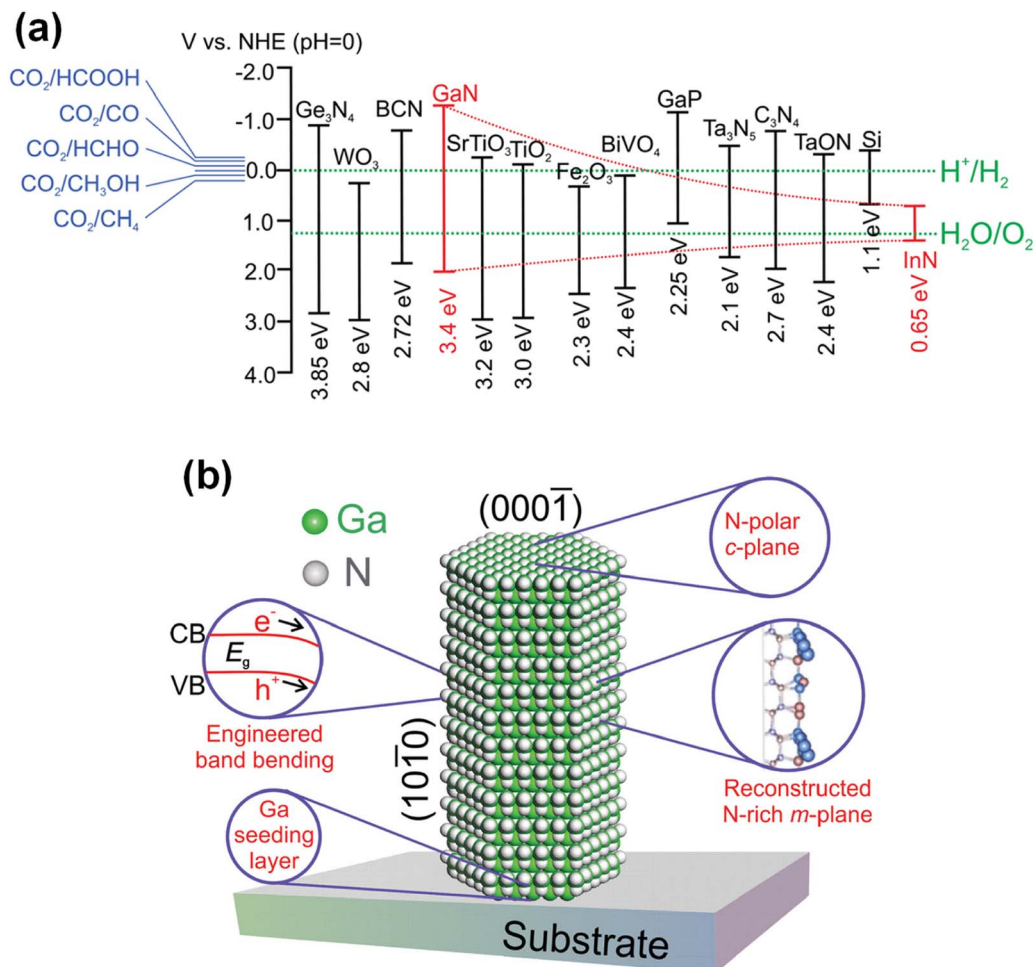 (a)
V vs. NHE (pH=0)
CO₂/HCOOH
CO₂/CO
CO₂/HCHO
CO₂/CH₃OH
CO₂/CH₄
-2.0
-1.0
0.0
1.0
2.0
3.0
4.0
Ge₃N₄
3.85 eV
WO₃
2.8 eV
BCN
2.72 eV
GaN
3.4 eV
SrTiO₃
3.2 eV
TiO₂
3.0 eV
Fe₂O₃
2.3 eV
BiVO₄
2.4 eV
GaP
2.25 eV
Ta₃N₅
2.1 eV
C₃N₄
2.7 eV
TaON
2.4 eV
Si
1.1 eV
InN
0.65 eV
H⁺/H₂
H₂O/O₂
(b)
Ga
N
(0001̅)
N-polar
c-plane
CB
e⁻
E₉
VB
h⁺
Engineered
band bending
(101̅0)
Reconstructed
N-rich m-plane
Ga
seeding
layer
Substrate